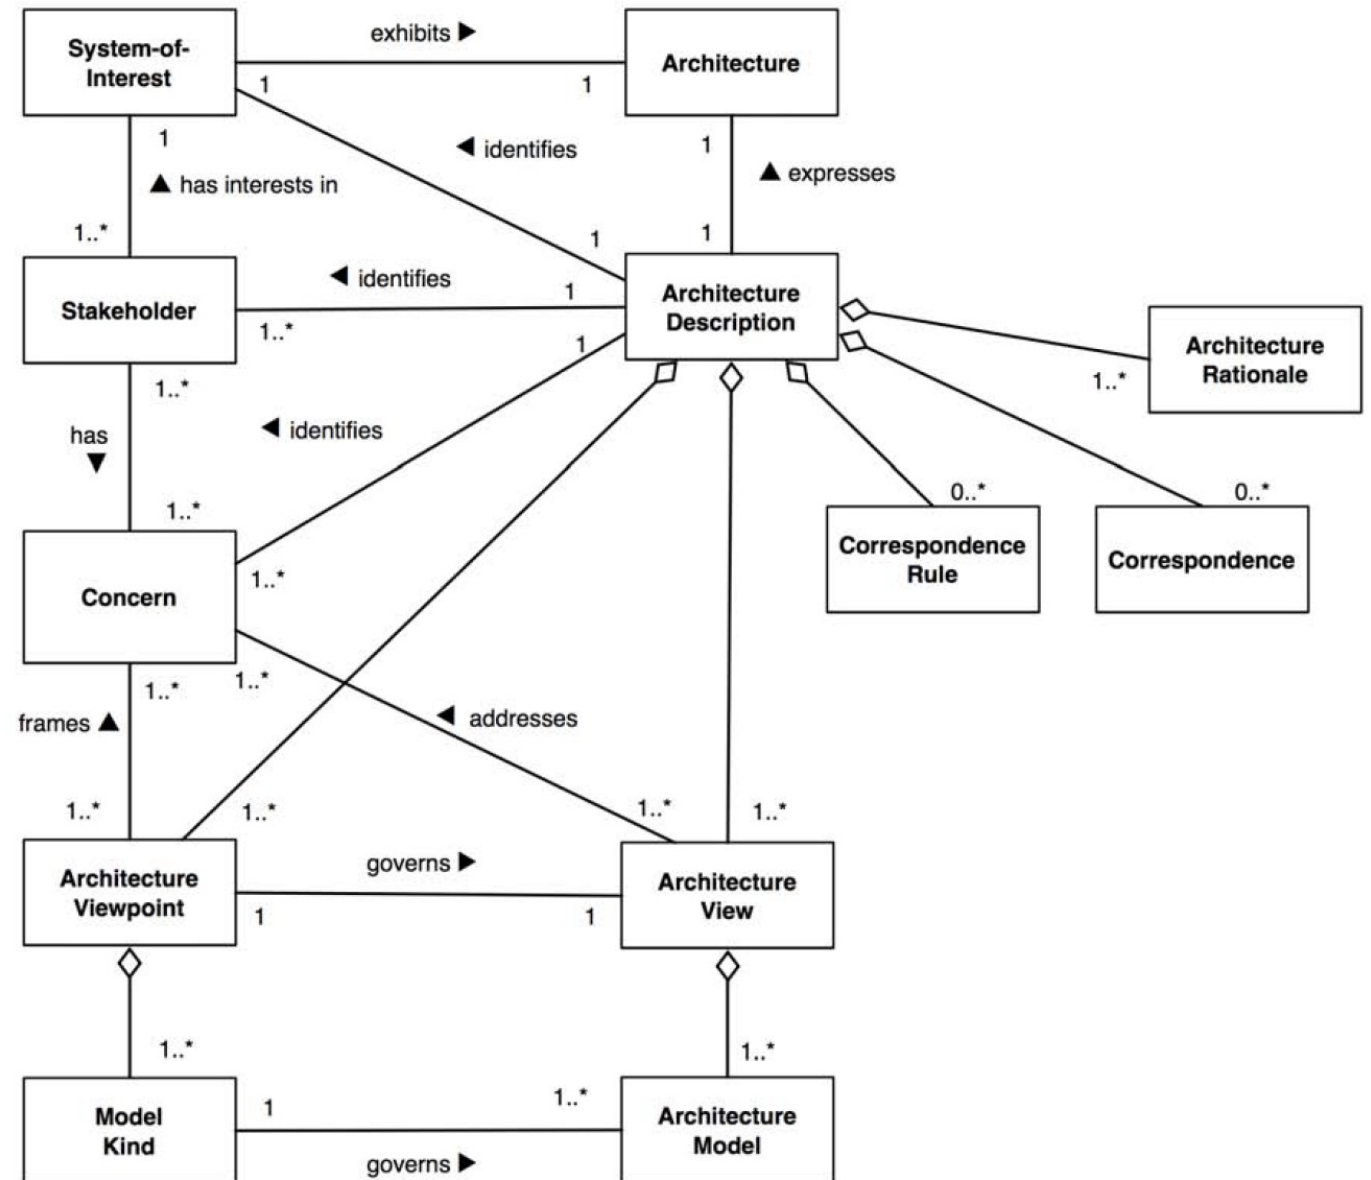 exhibits ▶
System-of-
Interest
Architecture
1
1
1
1
◀ identifies
▲ expresses
▲ has interests in
1..*
1
1
◀ identifies
1
Stakeholder
Architecture
Description
1..*
1
Architecture
Rationale
1..*
1..*
has
▼
◀ identifies
1..*
0..*
0..*
Correspondence
Rule
Correspondence
1..*
Concern
1..*
1..*
frames ▲
◀ addresses
1..*
1..*
1..*
1..*
governs ▶
Architecture
Viewpoint
Architecture
View
1
1
1..*
1..*
1
1..*
Model
Kind
Architecture
Model
governs ▶